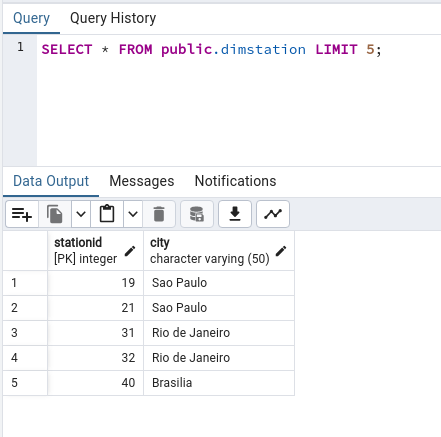 Query Query History
1 SELECT * FROM public.dimstation LIMIT 5;
Data Output Messages Notifications
stationid city
[PK] integer character varying (50)
1 19 Sao Paulo
2 21 Sao Paulo
3 31 Rio de Janeiro
4 32 Rio de Janeiro
5 40 Brasilia